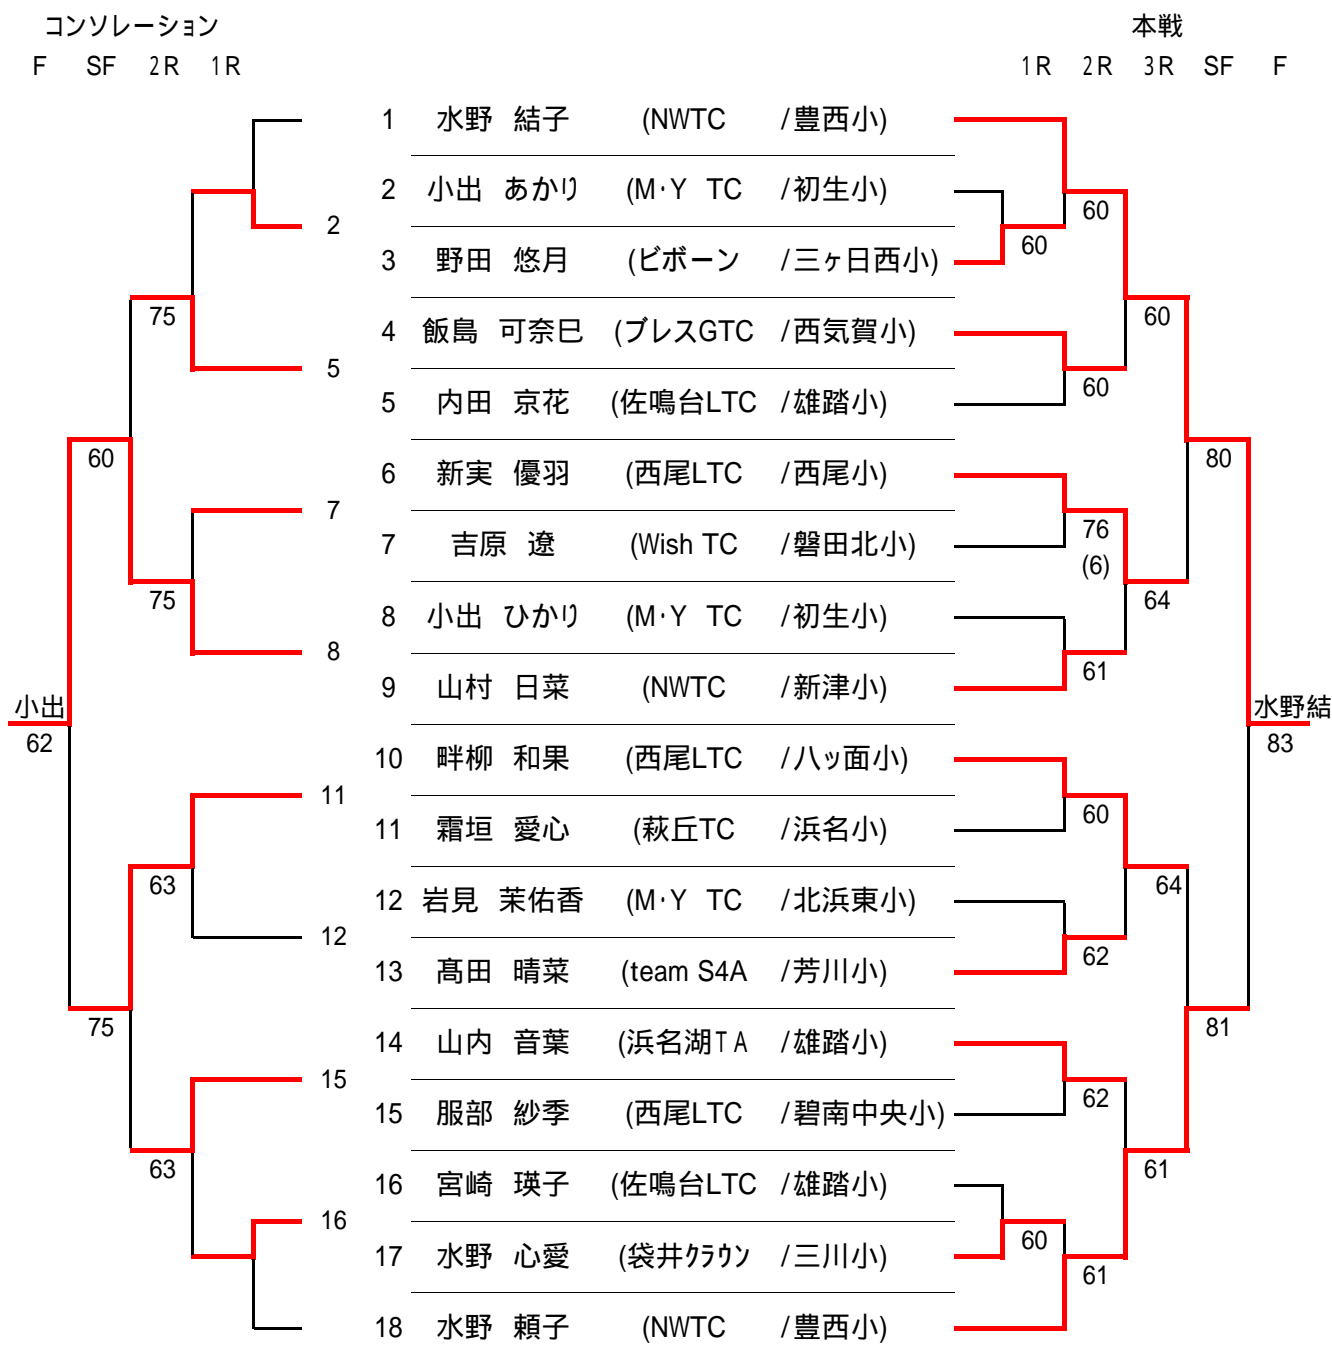 コンソレーション 本戦
F SF 2R 1R 1R 2R 3R SF F
1 水野 結子 (NWTC /豊西小)
2 小出 あかり (M·Y TC /初生小) 60
2 60
3 野田 悠月 (ビボーン /三ヶ日西小)
75 60
4 飯島 可奈巳 (ブレスGTC /西気賀小)
5 60
5 内田 京花 (佐鳴台LTC /雄踏小)
60 80
6 新実 優羽 (西尾LTC /西尾小)
7 76
7 吉原 遼 (Wish TC /磐田北小)
(6)
75 64
8 小出 ひかり (M·Y TC /初生小)
8 61
9 山村 日菜 (NWTC /新津小)
小出 水野結
62 83
10 畔柳 和果 (西尾LTC /八ッ面小)
11 60
11 霜垣 愛心 (萩丘TC /浜名小)
63 64
12 岩見 茉佑香 (M·Y TC /北浜東小)
12 62
13 髙田 晴菜 (team S4A /芳川小)
75 81
14 山内 音葉 (浜名湖TA /雄踏小)
15 62
15 服部 紗季 (西尾LTC /碧南中央小)
63 61
16 宮崎 瑛子 (佐鳴台LTC /雄踏小)
16 60
17 水野 心愛 (袋井クラウン /三川小)
61
18 水野 頼子 (NWTC /豊西小)